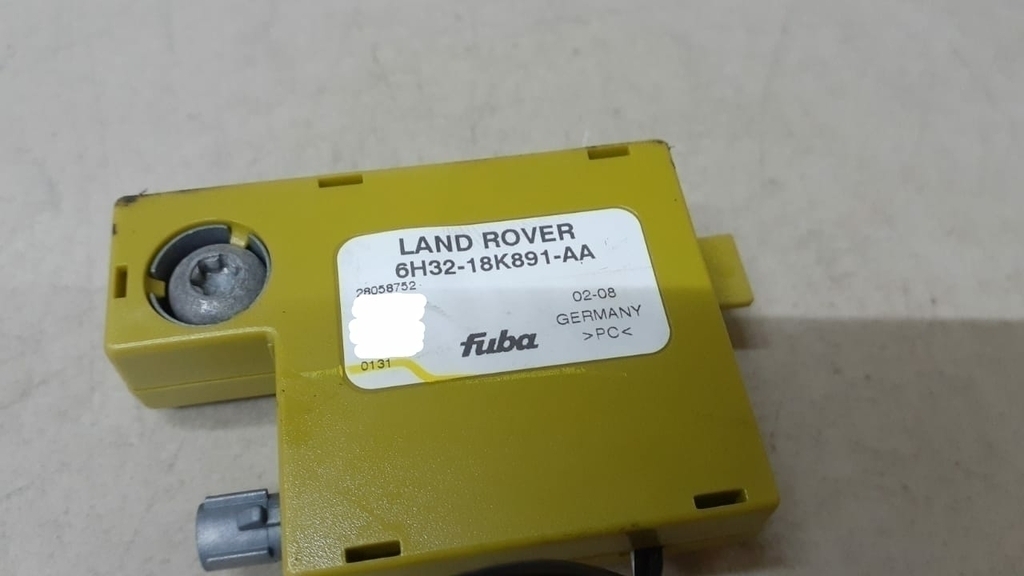 LAND ROVER
6H32-18K891-AA
28058752
02-08
GERMANY
>PC<
fuba
0131